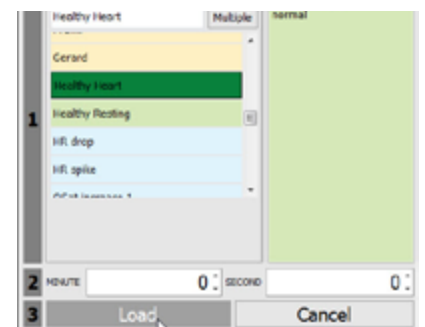 Healthy Heart Multiple normal
Gerard
Healthy Heart
1 Healthy Resting
HR drop
HR spike
2 MINUTE 0 SECOND 0
3 Load Cancel